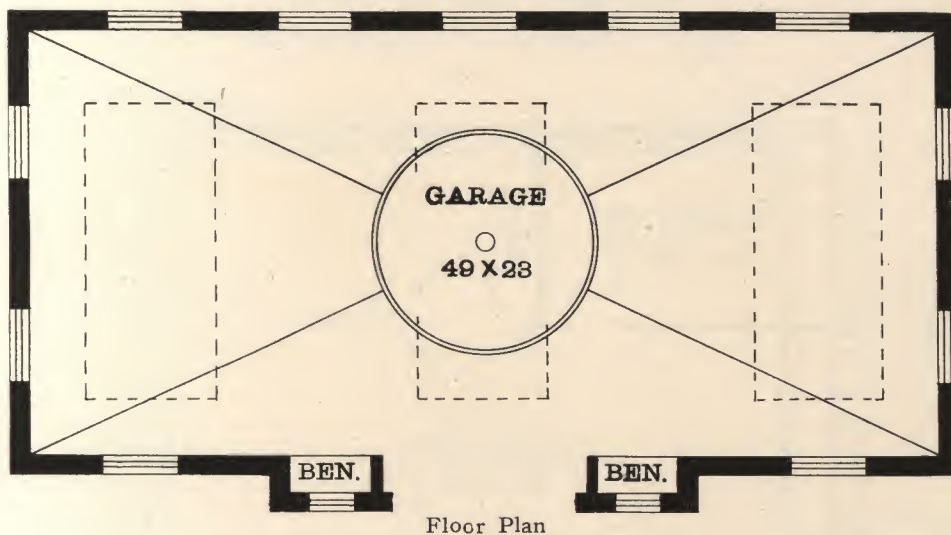 GARAGE
49 X 23
BEN.
BEN.
Floor Plan